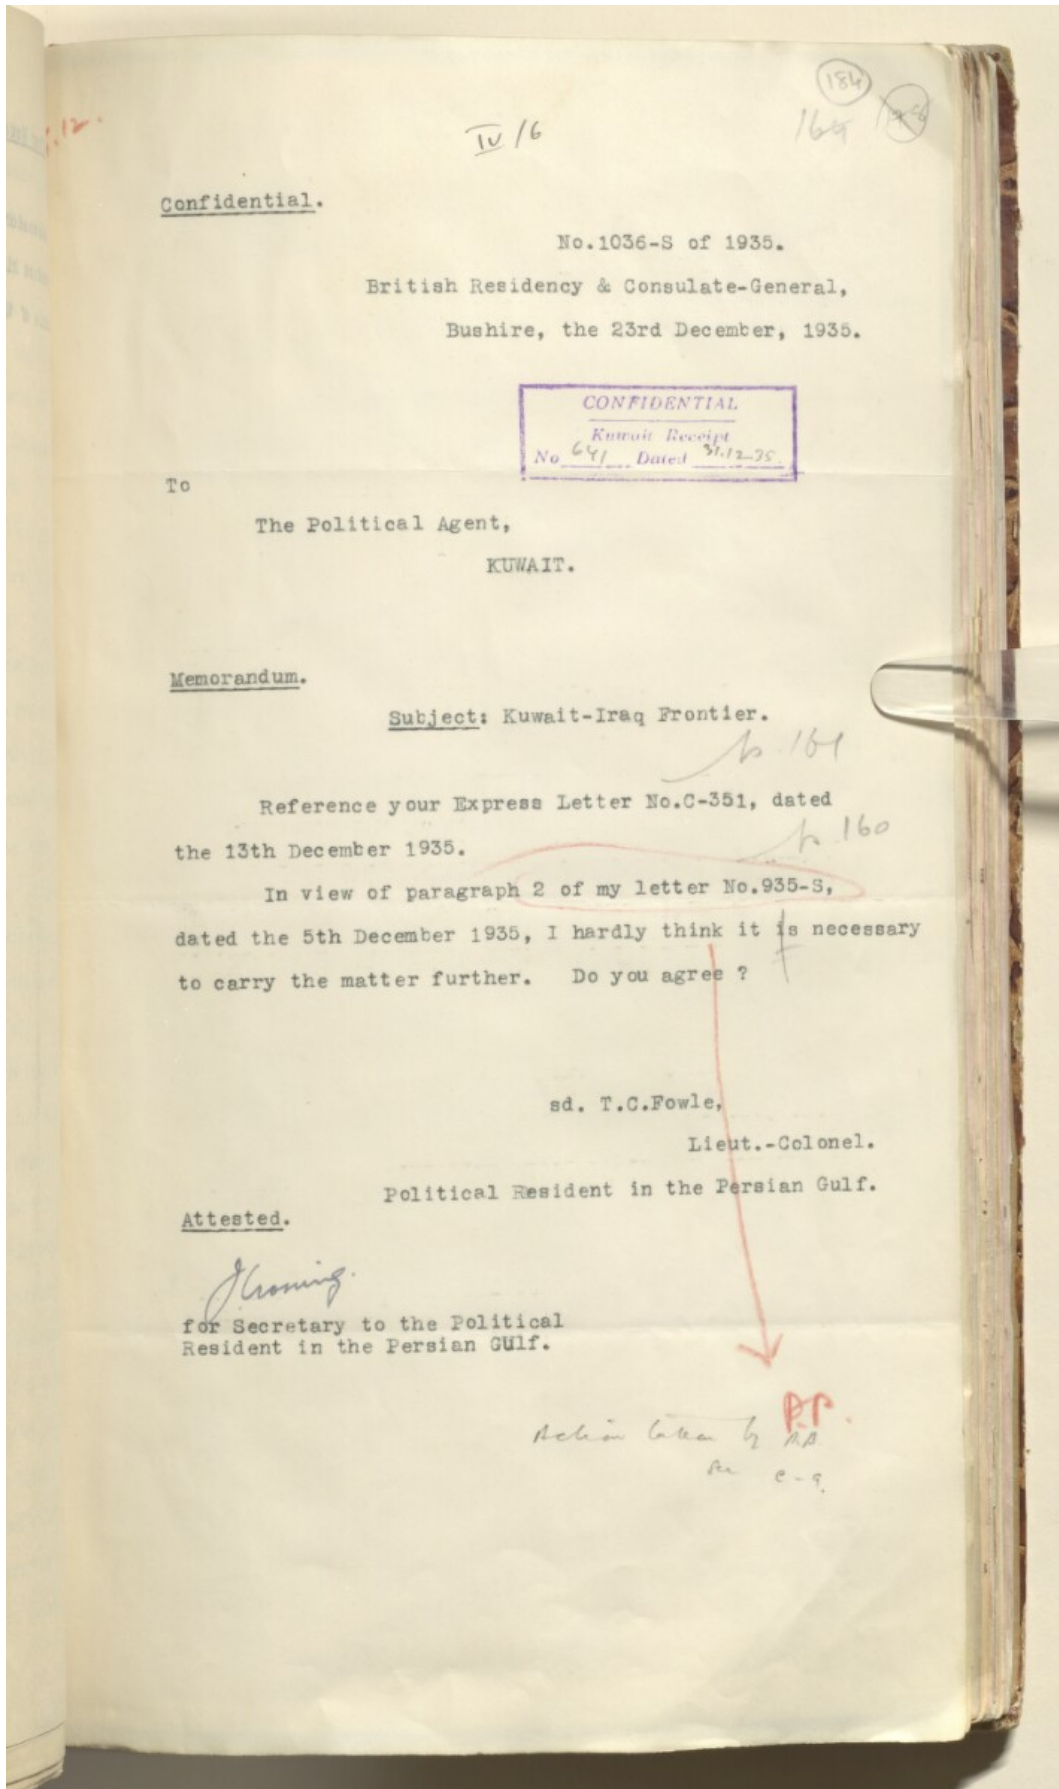 184
164
IV/6
Confidential.
No.1036-S of 1935.
British Residency & Consulate-General,
Bushire, the 23rd December, 1935.
CONFIDENTIAL
Kuwait Receipt
No 641 Dated 31.12.35.
To
The Political Agent,
KUWAIT.
Memorandum.
Subject: Kuwait-Iraq Frontier.
p. 161
Reference your Express Letter No.C-351, dated
p. 160
the 13th December 1935.
In view of paragraph 2 of my letter No.935-S,
dated the 5th December 1935, I hardly think it is necessary
to carry the matter further. Do you agree ?
sd. T.C.Fowle,
Lieut.-Colonel.
Political Resident in the Persian Gulf.
Attested.
for Secretary to the Political
Resident in the Persian GUlf.
P.P.
Action taken by